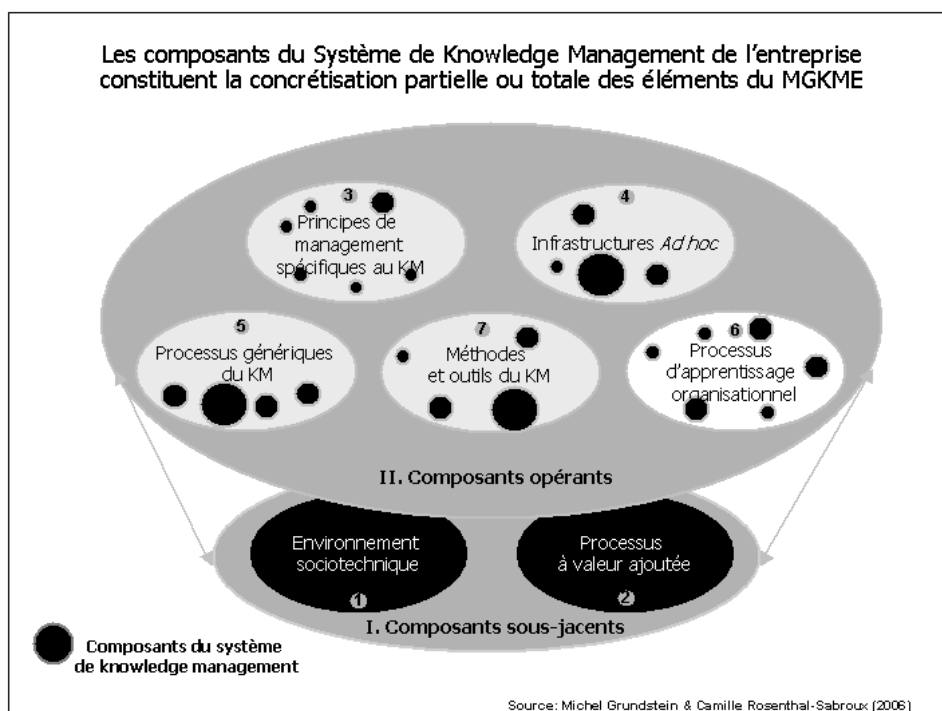 Les composants du Système de Knowledge Management de l'entreprise
constituent la concrétisation partielle ou totale des éléments du MGKME
3
Principes de
management
spécifiques au KM
4
Infrastructures Ad hoc
5
Processus génériques
du KM
7
Méthodes
et outils du KM
6
Processus
d'apprentissage
organisationnel
II. Composants opérants
Environnement
sociotechnique
1
Processus
à valeur ajoutée
2
I. Composants sous-jacents
Composants du système
de knowledge management
Source: Michel Grundstein & Camille Rosenthal-Sabroux (2006)